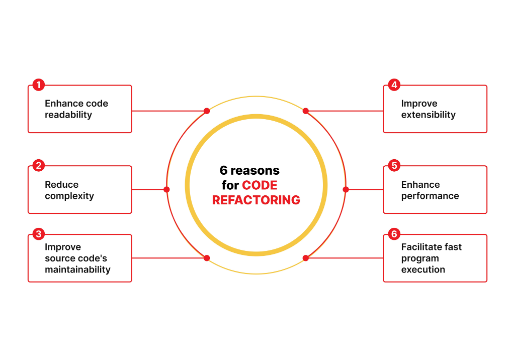 6 reasons
for CODE
REFACTORING
1
Enhance code
readability
2
Reduce
complexity
3
Improve
source code's
maintainability
4
Improve
extensibility
5
Enhance
performance
6
Facilitate fast
program
execution